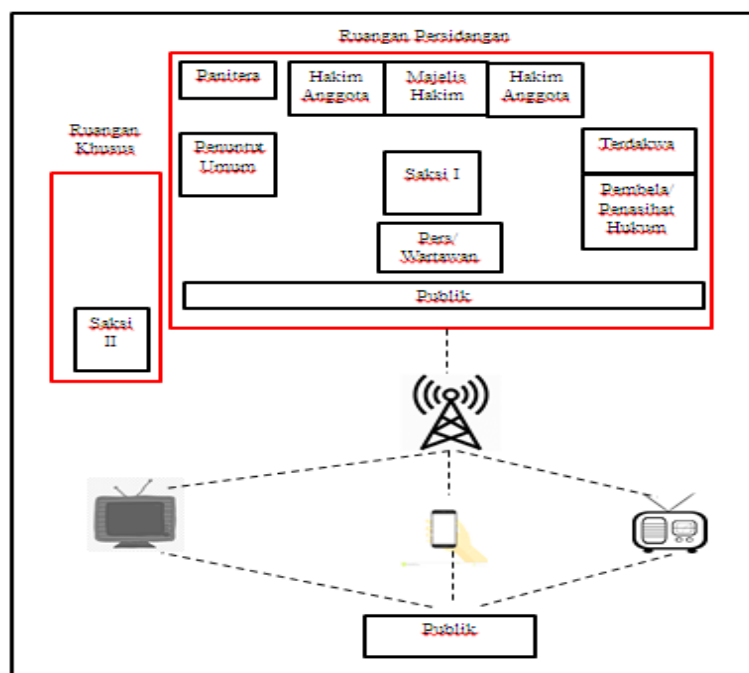 Ruangan Persidangan
Panitera
Hakim
Anggota
Majelis
Hakim
Hakim
Anggota
Ruangan
Khusus
Penuntut
Umum
Saksi I
Terdakwa
Pembela/
Penasihat
Hukum
Pers/
Wartawan
Publik
Saksi
II
Publik